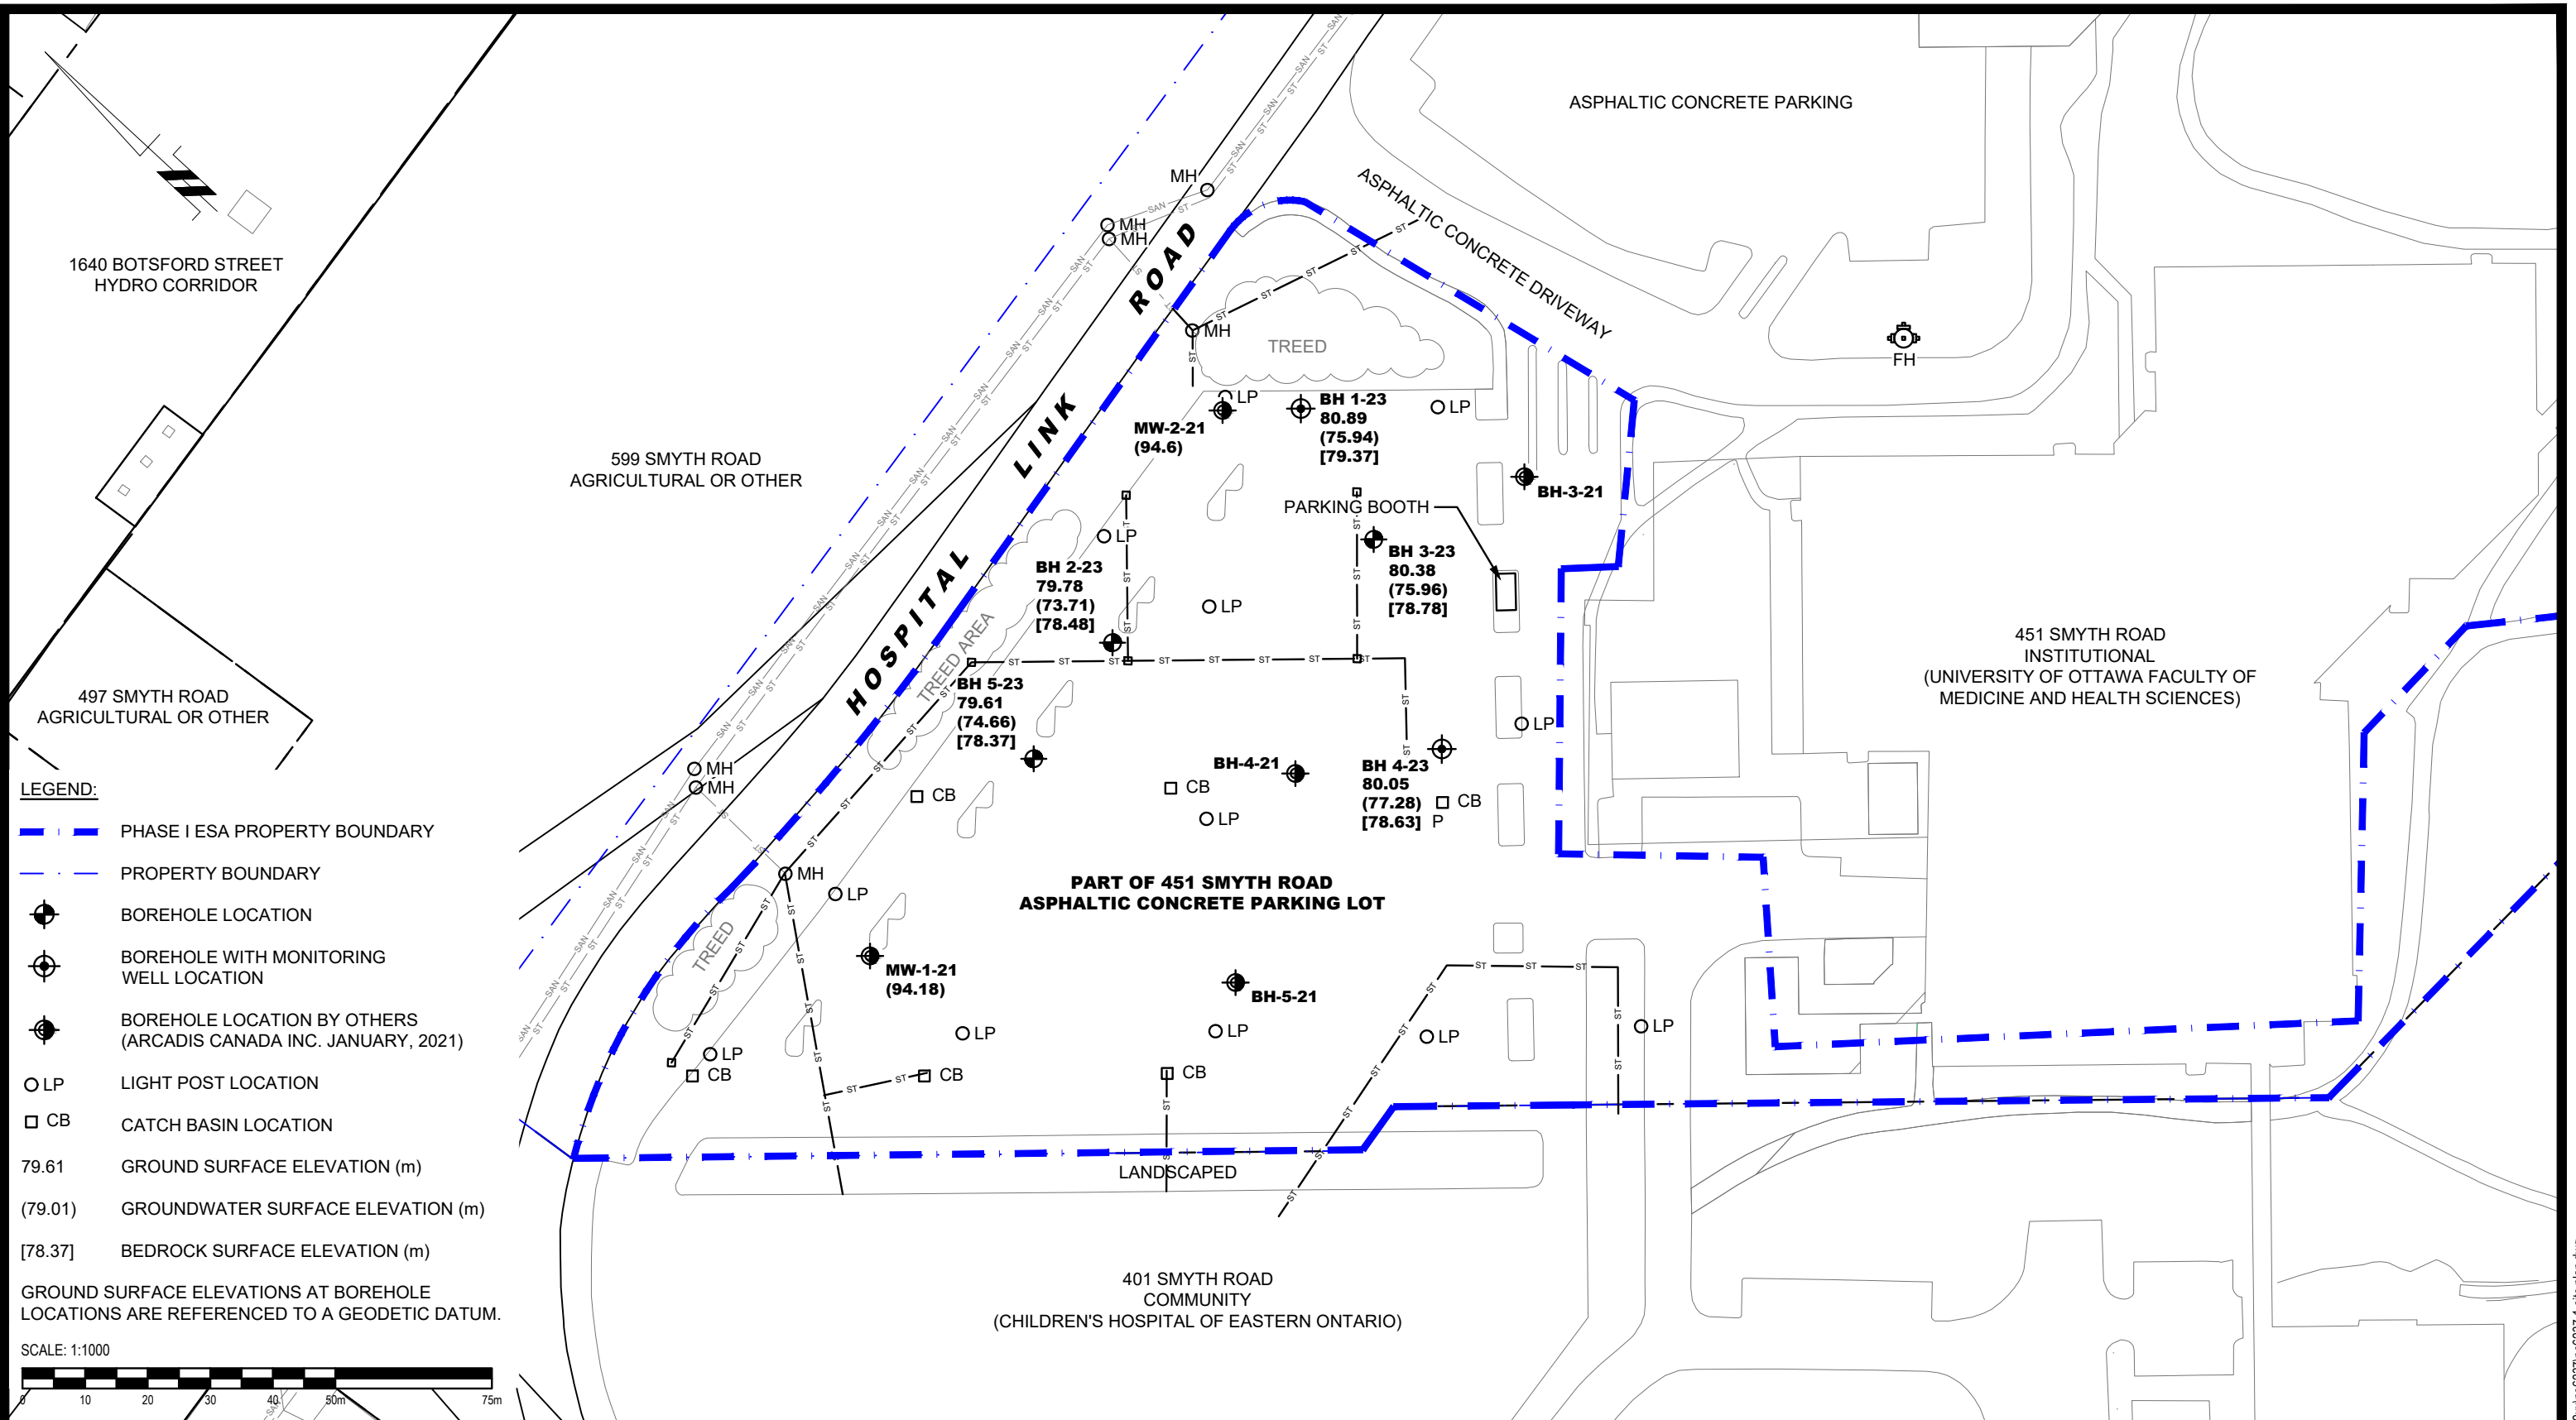 ASPHALTIC CONCRETE PARKING
MH
MH
MH
ASPHALTIC CONCRETE DRIVEWAY
1640 BOTSFORD STREET
HYDRO CORRIDOR
HOSPITAL LINK ROAD
MH
TREED
FH
LP
MW-2-21
(94.6)
BH 1-23
80.89
(75.94)
[79.37]
LP
599 SMYTH ROAD
AGRICULTURAL OR OTHER
BH-3-21
PARKING BOOTH
LP
BH 2-23
79.78
(73.71)
[78.48]
BH 3-23
80.38
(75.96)
[78.78]
LP
TREED AREA
451 SMYTH ROAD
INSTITUTIONAL
(UNIVERSITY OF OTTAWA FACULTY OF
MEDICINE AND HEALTH SCIENCES)
497 SMYTH ROAD
AGRICULTURAL OR OTHER
BH 5-23
79.61
(74.66)
[78.37]
LP
MH
MH
BH-4-21
BH 4-23
80.05
(77.28)
[78.63]
P
CB
CB
CB
LP
MH
LP
PART OF 451 SMYTH ROAD
ASPHALTIC CONCRETE PARKING LOT
TREED
MW-1-21
(94.18)
BH-5-21
LP
LP
LP
LP
LP
CB
CB
CB
LANDSCAPED
401 SMYTH ROAD
COMMUNITY
(CHILDREN'S HOSPITAL OF EASTERN ONTARIO)
LEGEND:
PHASE I ESA PROPERTY BOUNDARY
PROPERTY BOUNDARY
BOREHOLE LOCATION
BOREHOLE WITH MONITORING
WELL LOCATION
BOREHOLE LOCATION BY OTHERS
(ARCADIS CANADA INC. JANUARY, 2021)
LP LIGHT POST LOCATION
CB CATCH BASIN LOCATION
79.61 GROUND SURFACE ELEVATION (m)
(79.01) GROUNDWATER SURFACE ELEVATION (m)
[78.37] BEDROCK SURFACE ELEVATION (m)
GROUND SURFACE ELEVATIONS AT BOREHOLE
LOCATIONS ARE REFERENCED TO A GEODETIC DATUM.
SCALE: 1:1000
0 10 20 30 40 50m 75m